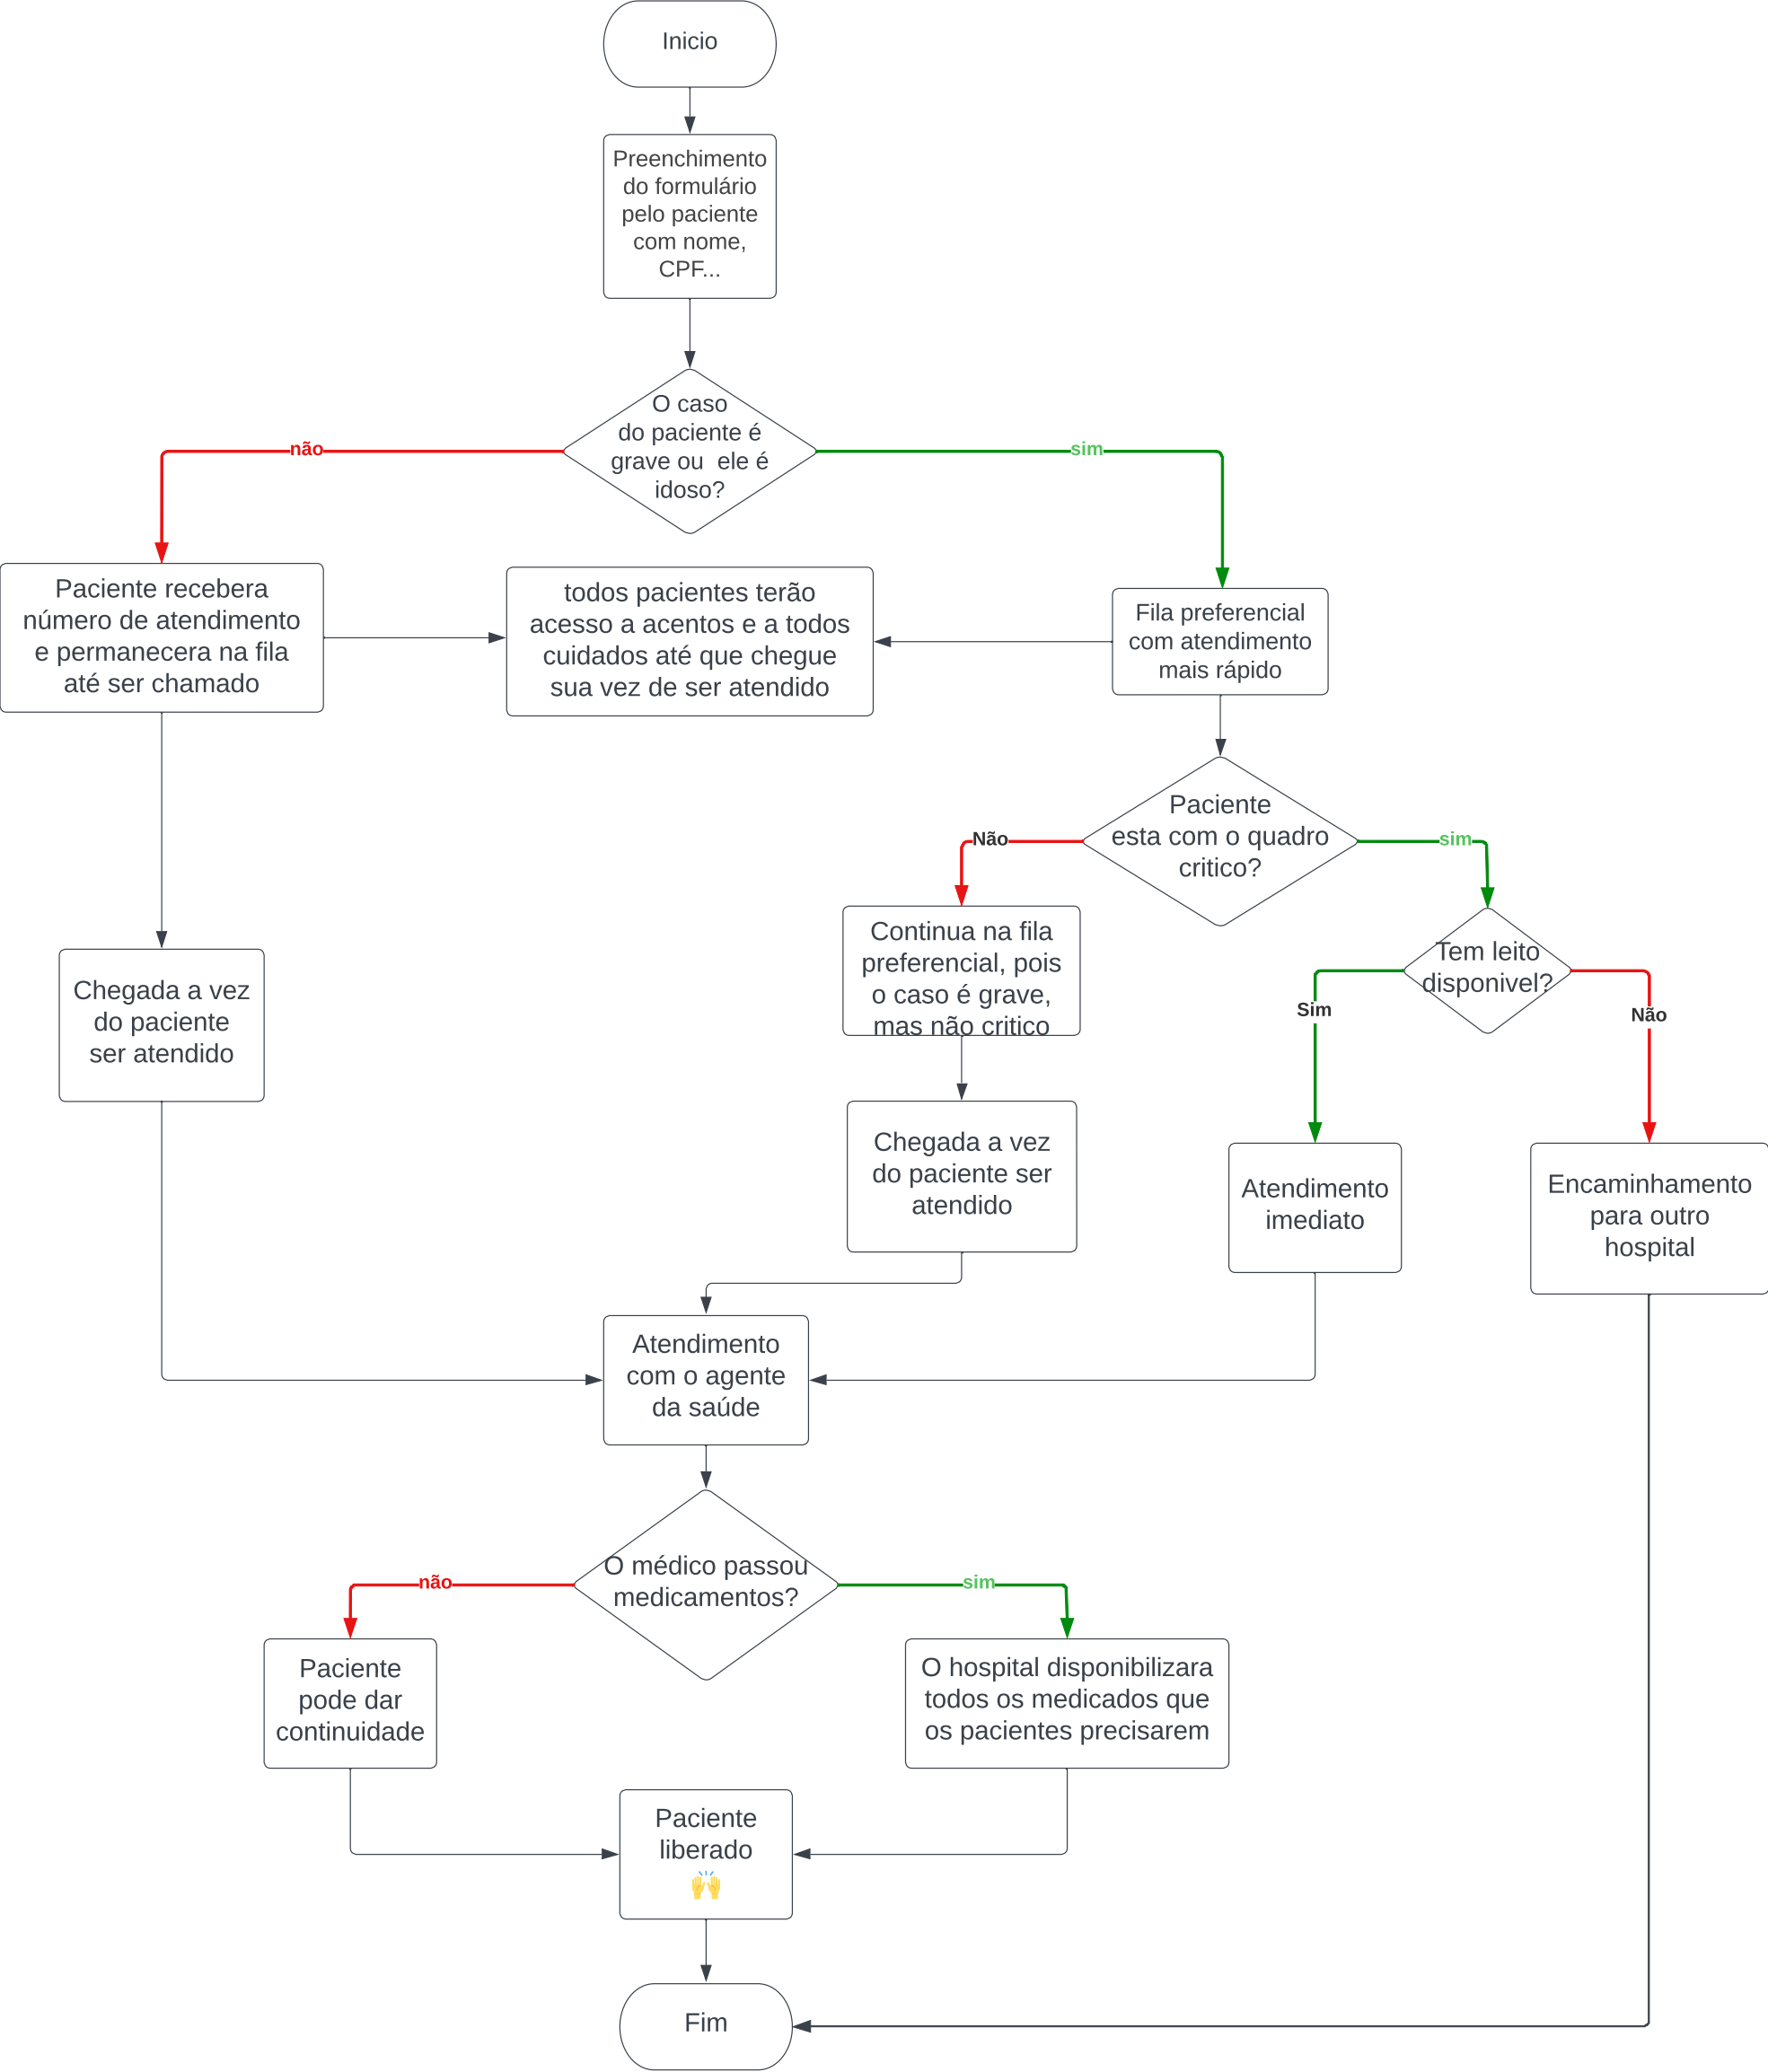 Inicio
Preenchimento
do formulário
pelo paciente
com nome,
CPF...
O caso
do paciente é
grave ou  ele é
idoso?
não
sim
Paciente recebera
número de atendimento
e permanecera na fila
até ser chamado
todos pacientes terão
acesso a acentos e a todos
cuidados até que chegue
sua vez de ser atendido
Fila preferencial
com atendimento
mais rápido
Paciente
esta com o quadro
critico?
Não
sim
Continua na fila
preferencial, pois
o caso é grave,
mas não critico
Tem leito
disponivel?
Sim
Não
Chegada a vez
do paciente
ser atendido
Chegada a vez
do paciente ser
atendido
Atendimento
imediato
Encaminhamento
para outro
hospital
Atendimento
com o agente
da saúde
O médico passou
medicamentos?
não
sim
Paciente
pode dar
continuidade
O hospital disponibilizara
todos os medicados que
os pacientes precisarem
Paciente
liberado
🙌
Fim